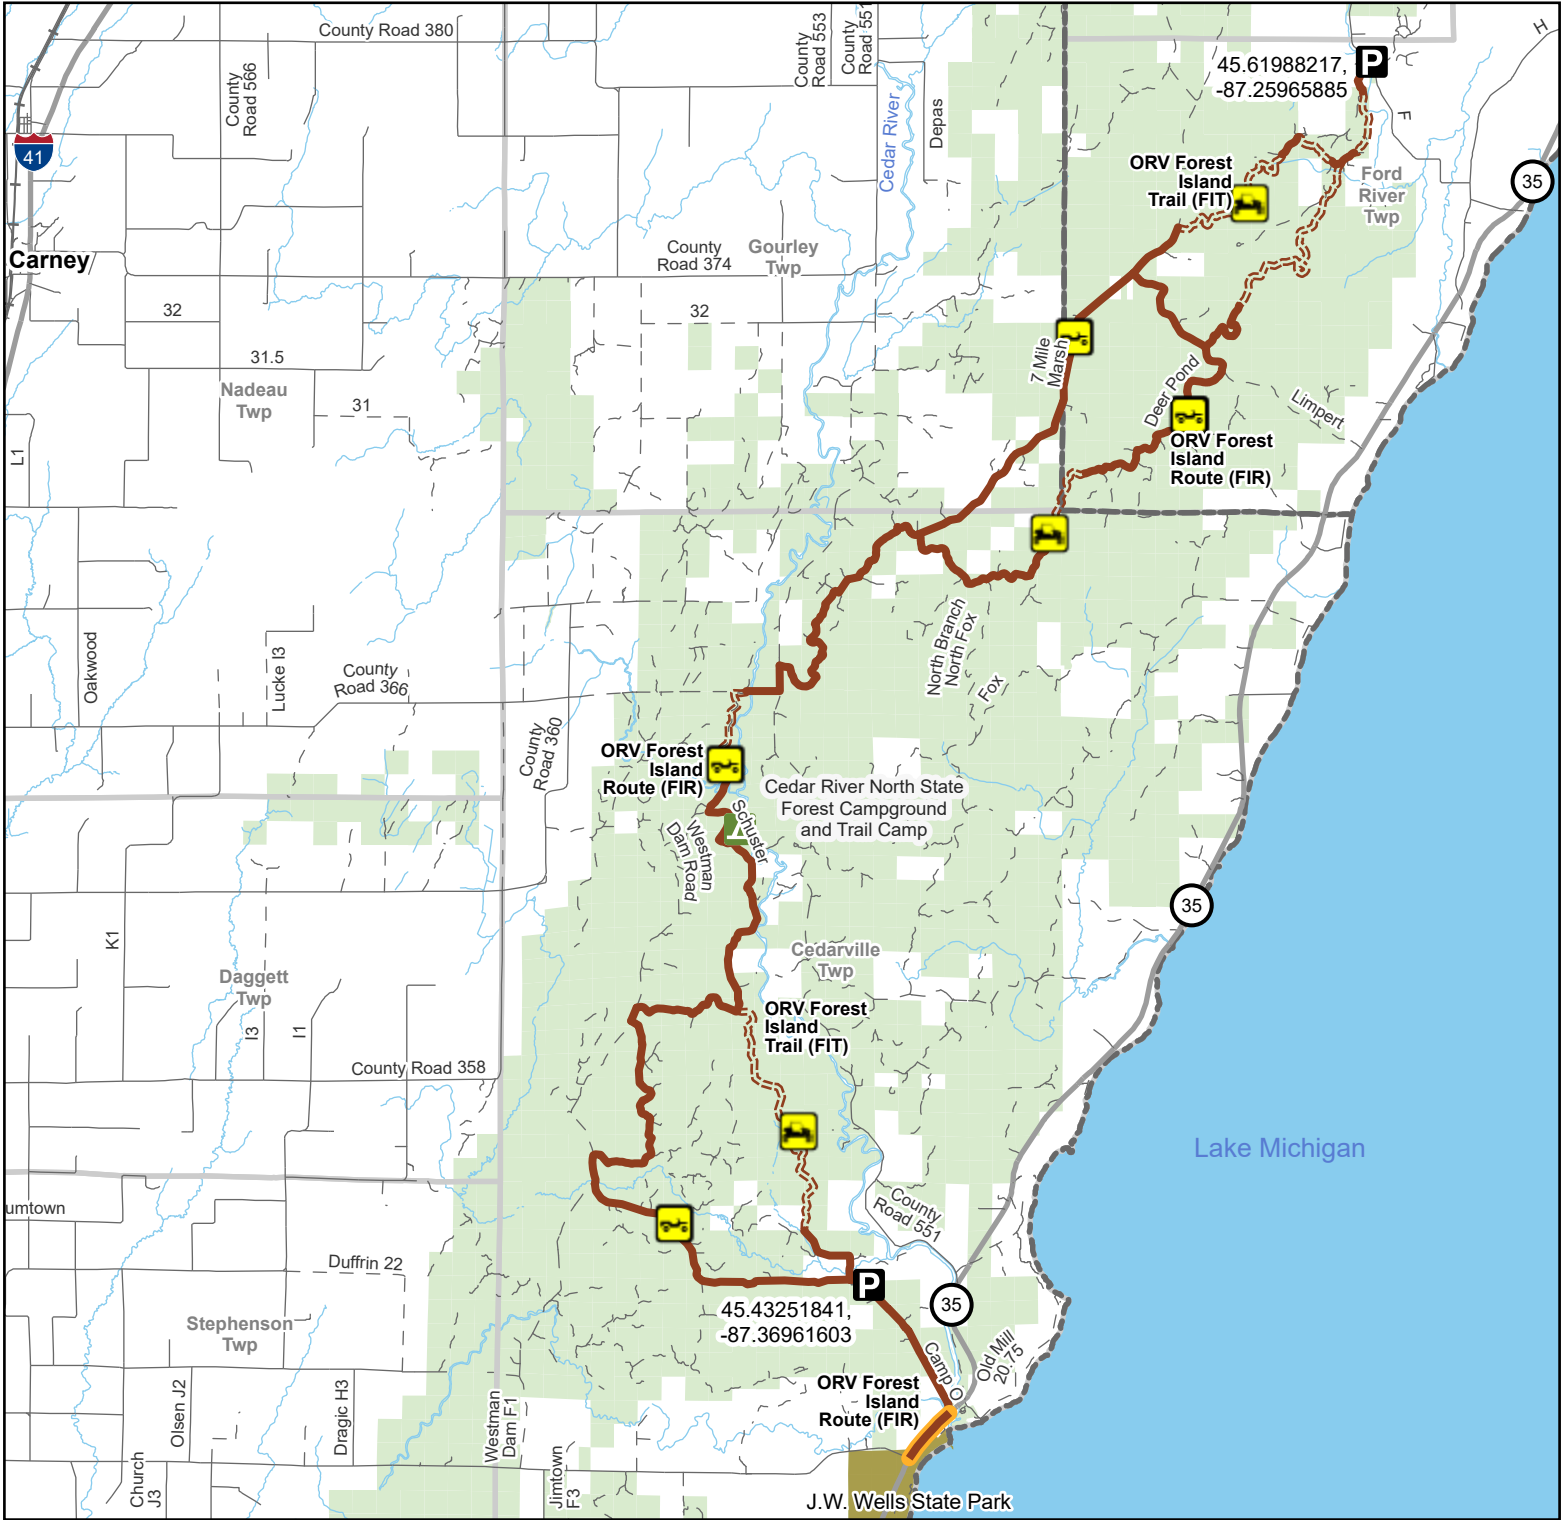 County Road 380
County
Road 566
County
Road 553
County
Road 551
H
45.61988217,
-87.25965885
P
F
41
Cedar River
Depas
ORV Forest
Island
Trail (FIT)
Ford
River
Twp
35
Carney
County
Road 374
Gourley
Twp
32
32
31.5
7 Mile
Marsh
Deer Pond
Nadeau
Twp
31
Limpert
L1
ORV Forest
Island
Route (FIR)
Oakwood
Lucke I3
County
Road 366
North Branch
North Fox
Fox
County
Road 360
ORV Forest
Island
Route (FIR)
Cedar River North State
Forest Campground
and Trail Camp
Schuster
Westman
Dam Road
35
K1
Cedarville
Twp
Daggett
Twp
I3
I1
ORV Forest
Island
Trail (FIT)
County Road 358
Lake Michigan
umtown
County
Road 551
Duffrin 22
P
45.43251841,
-87.36961603
35
Stephenson
Twp
Camp O
Old Mill
20.75
ORV Forest
Island
Route (FIR)
Olsen J2
Dragic H3
Westman
Dam F1
Church
J3
Jimtown
F3
J.W. Wells State Park